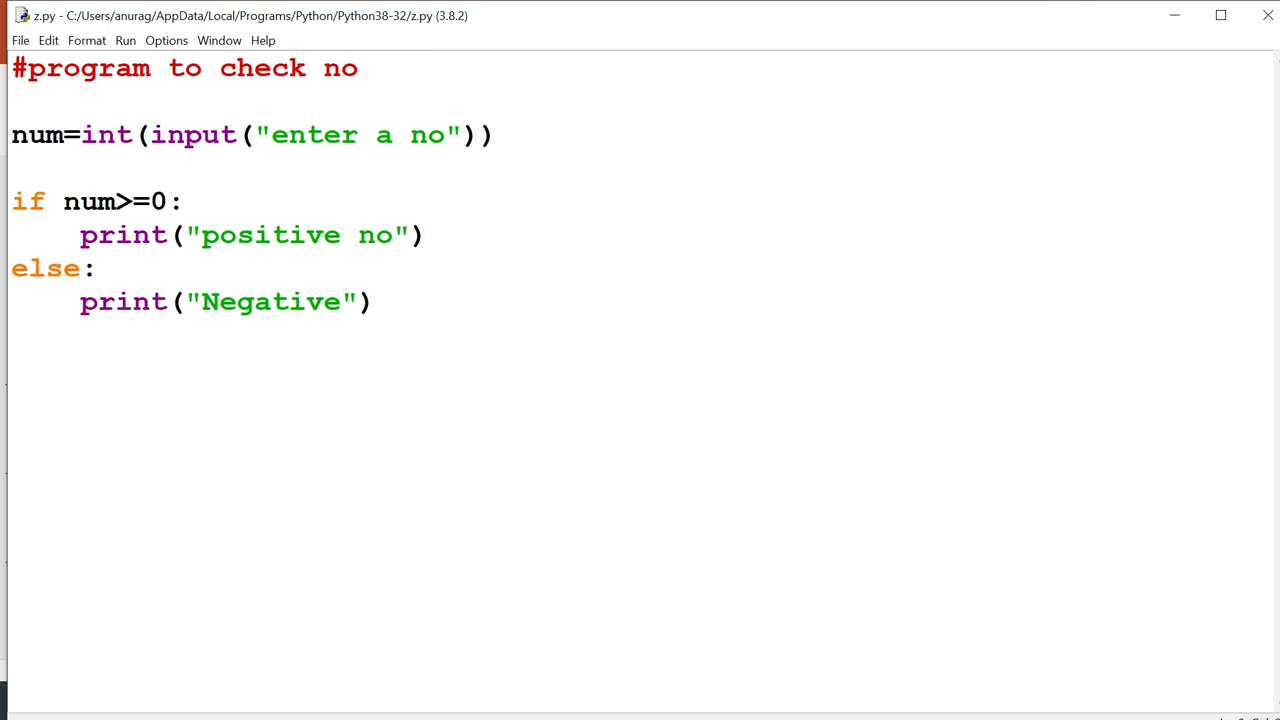 z.py - C:/Users/anurag/AppData/Local/Programs/Python/Python38-32/z.py (3.8.2)
File Edit Format Run Options Window Help
#program to check no
num=int(input("enter a no"))
if num>=0:
    print("positive no")
else:
    print("Negative")